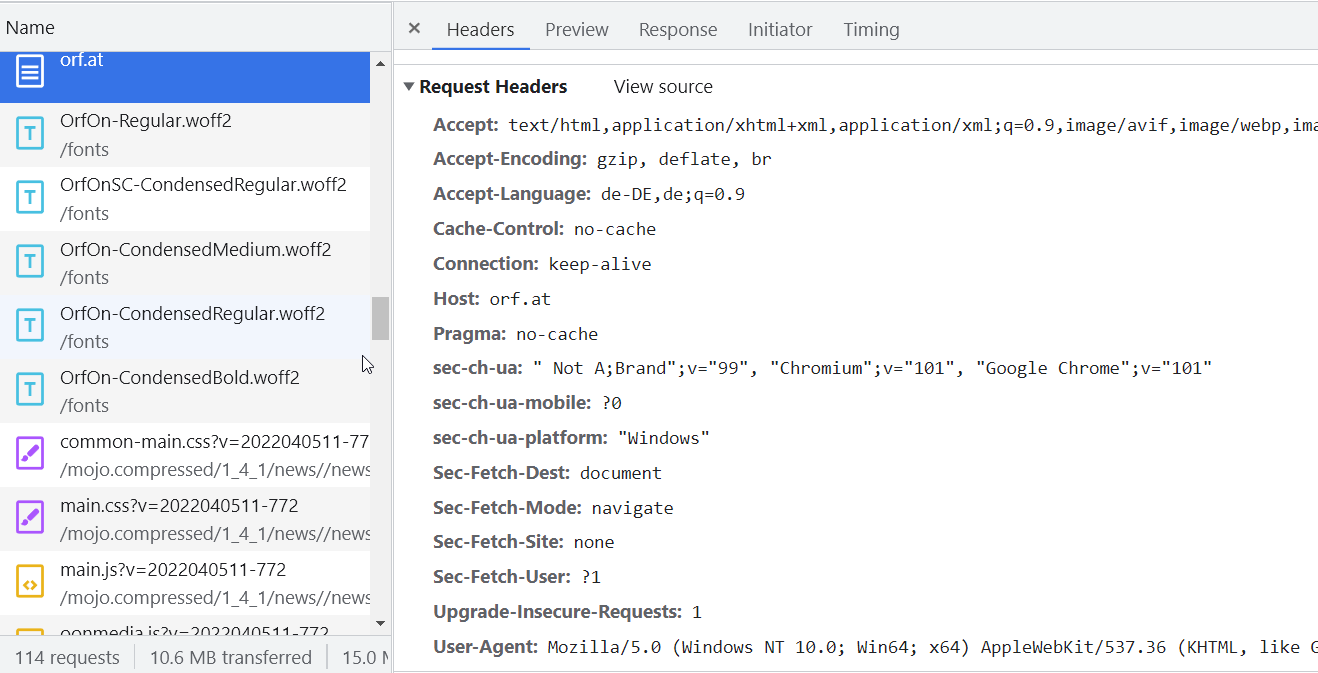 Name
orf.at
OrfOn-Regular.woff2
/fonts
OrfOnSC-CondensedRegular.woff2
/fonts
OrfOn-CondensedMedium.woff2
/fonts
OrfOn-CondensedRegular.woff2
/fonts
OrfOn-CondensedBold.woff2
/fonts
common-main.css?v=2022040511-77
/mojo.compressed/1_4_1/news//news
main.css?v=2022040511-772
/mojo.compressed/1_4_1/news//news
main.js?v=2022040511-772
/mojo.compressed/1_4_1/news//news
oonmedia.js?v=2022040511-772
114 requests 10.6 MB transferred 15.0 M
Headers Preview Response Initiator Timing
Request Headers View source
Accept: text/html,application/xhtml+xml,application/xml;q=0.9,image/avif,image/webp,ima
Accept-Encoding: gzip, deflate, br
Accept-Language: de-DE,de;q=0.9
Cache-Control: no-cache
Connection: keep-alive
Host: orf.at
Pragma: no-cache
sec-ch-ua: " Not A;Brand";v="99", "Chromium";v="101", "Google Chrome";v="101"
sec-ch-ua-mobile: ?0
sec-ch-ua-platform: "Windows"
Sec-Fetch-Dest: document
Sec-Fetch-Mode: navigate
Sec-Fetch-Site: none
Sec-Fetch-User: ?1
Upgrade-Insecure-Requests: 1
User-Agent: Mozilla/5.0 (Windows NT 10.0; Win64; x64) AppleWebKit/537.36 (KHTML, like G